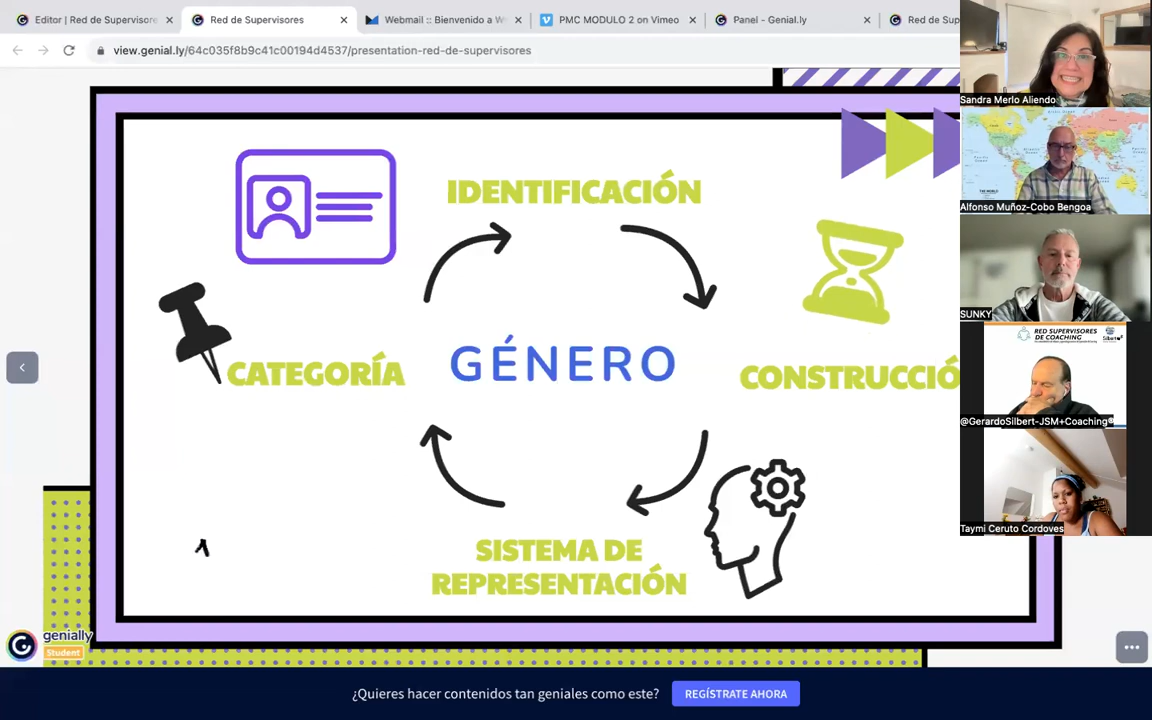 Editor | Red de Supervisore
Red de Supervisores
Webmail :: Bienvenido a W
PMC MODULO 2 on Vimeo
Panel - Genial.ly
Red de Sup
view.genial.ly/64c035f8b9c41c00194d4537/presentation-red-de-supervisores
IDENTIFICACIÓN
CATEGORÍA
GÉNERO
CONSTRUCCIÓ
SISTEMA DE
REPRESENTACIÓN
genially
Student
¿Quieres hacer contenidos tan geniales como este?
REGÍSTRATE AHORA
Sandra Merlo Aliendo
THE WORLD
Alfonso Muñoz-Cobo Bengoa
SUNKY
RED SUPERVISORES
DE COACHING
@GerardoSilbert-JSM+Coaching®
Taymi Ceruto Cordoves